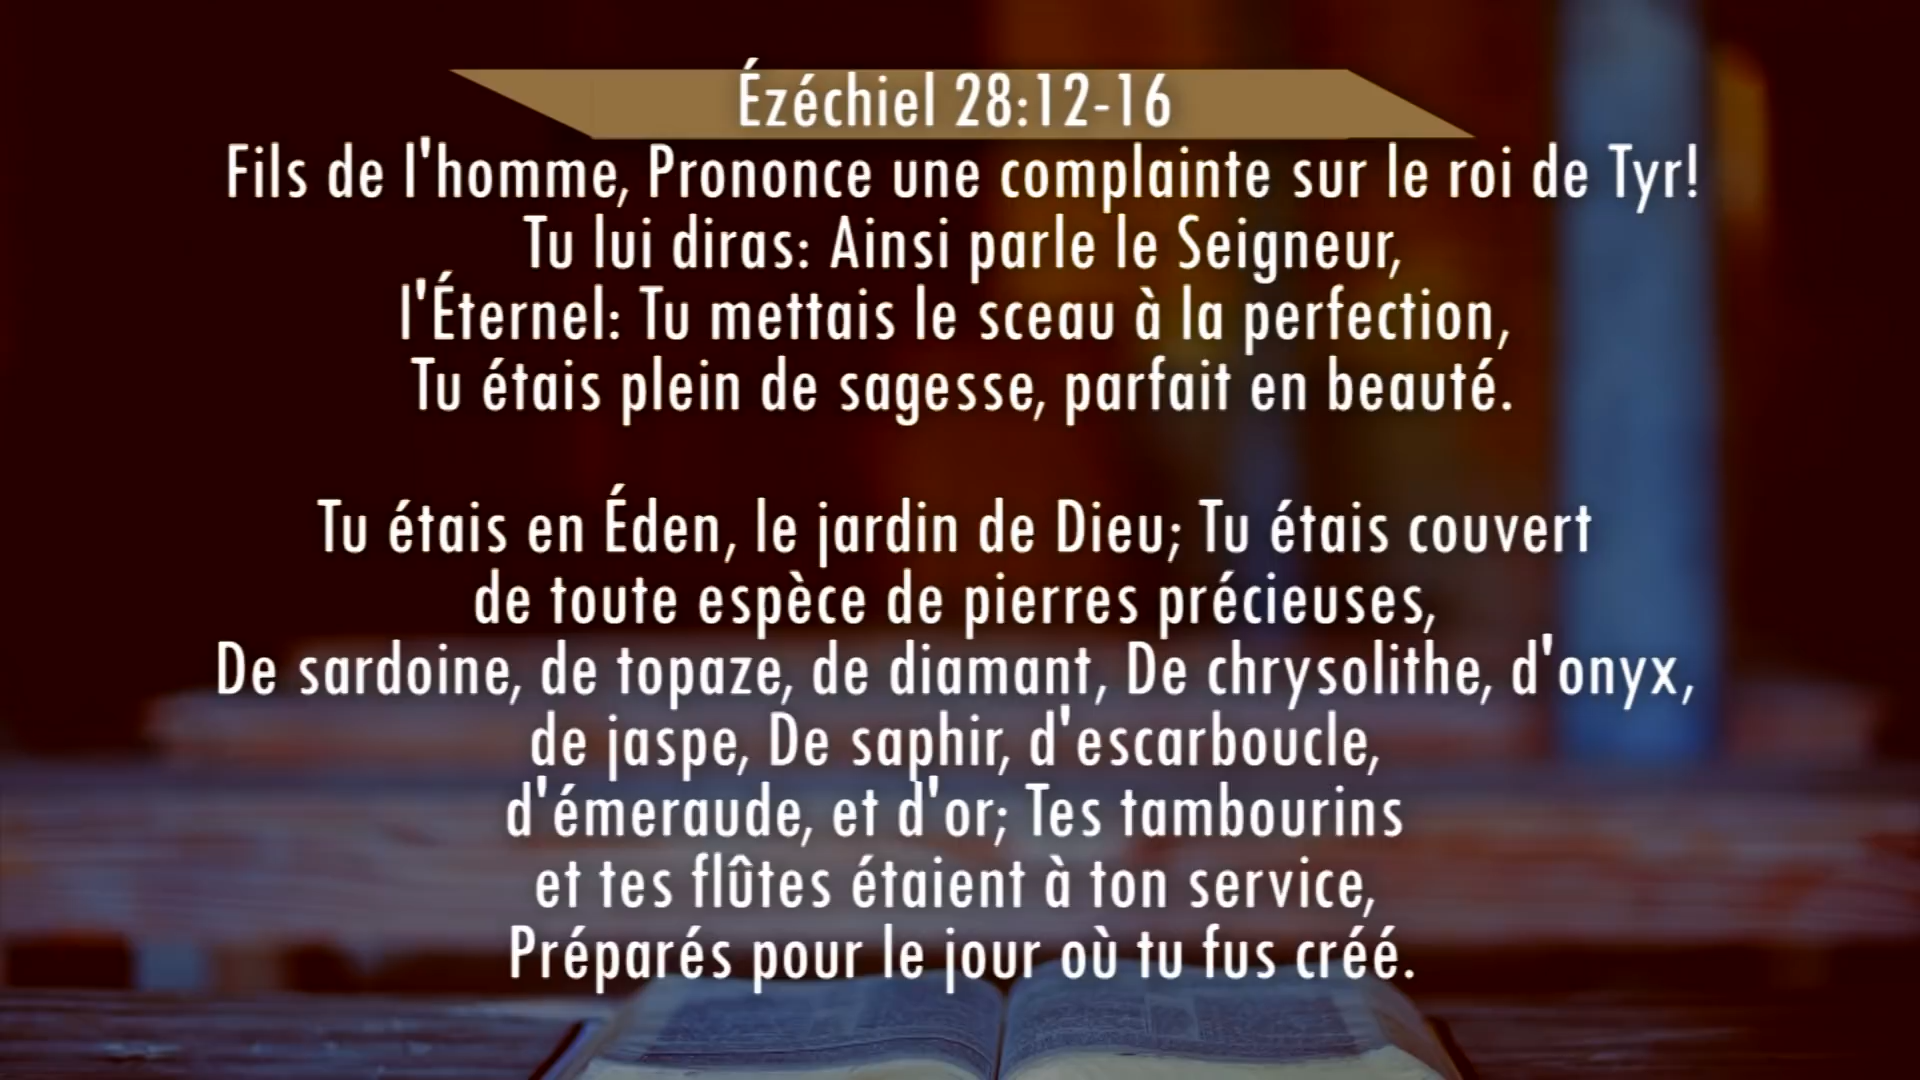 Ézéchiel 28:12-16
Fils de l'homme, Prononce une complainte sur le roi de Tyr!
Tu lui diras: Ainsi parle le Seigneur,
l'Éternel: Tu mettais le sceau à la perfection,
Tu étais plein de sagesse, parfait en beauté.
Tu étais en Éden, le jardin de Dieu; Tu étais couvert
de toute espèce de pierres précieuses,
De sardoine, de topaze, de diamant, De chrysolithe, d'onyx,
de jaspe, De saphir, d'escarboucle,
d'émeraude, et d'or; Tes tambourins
et tes flûtes étaient à ton service,
Préparés pour le jour où tu fus créé.